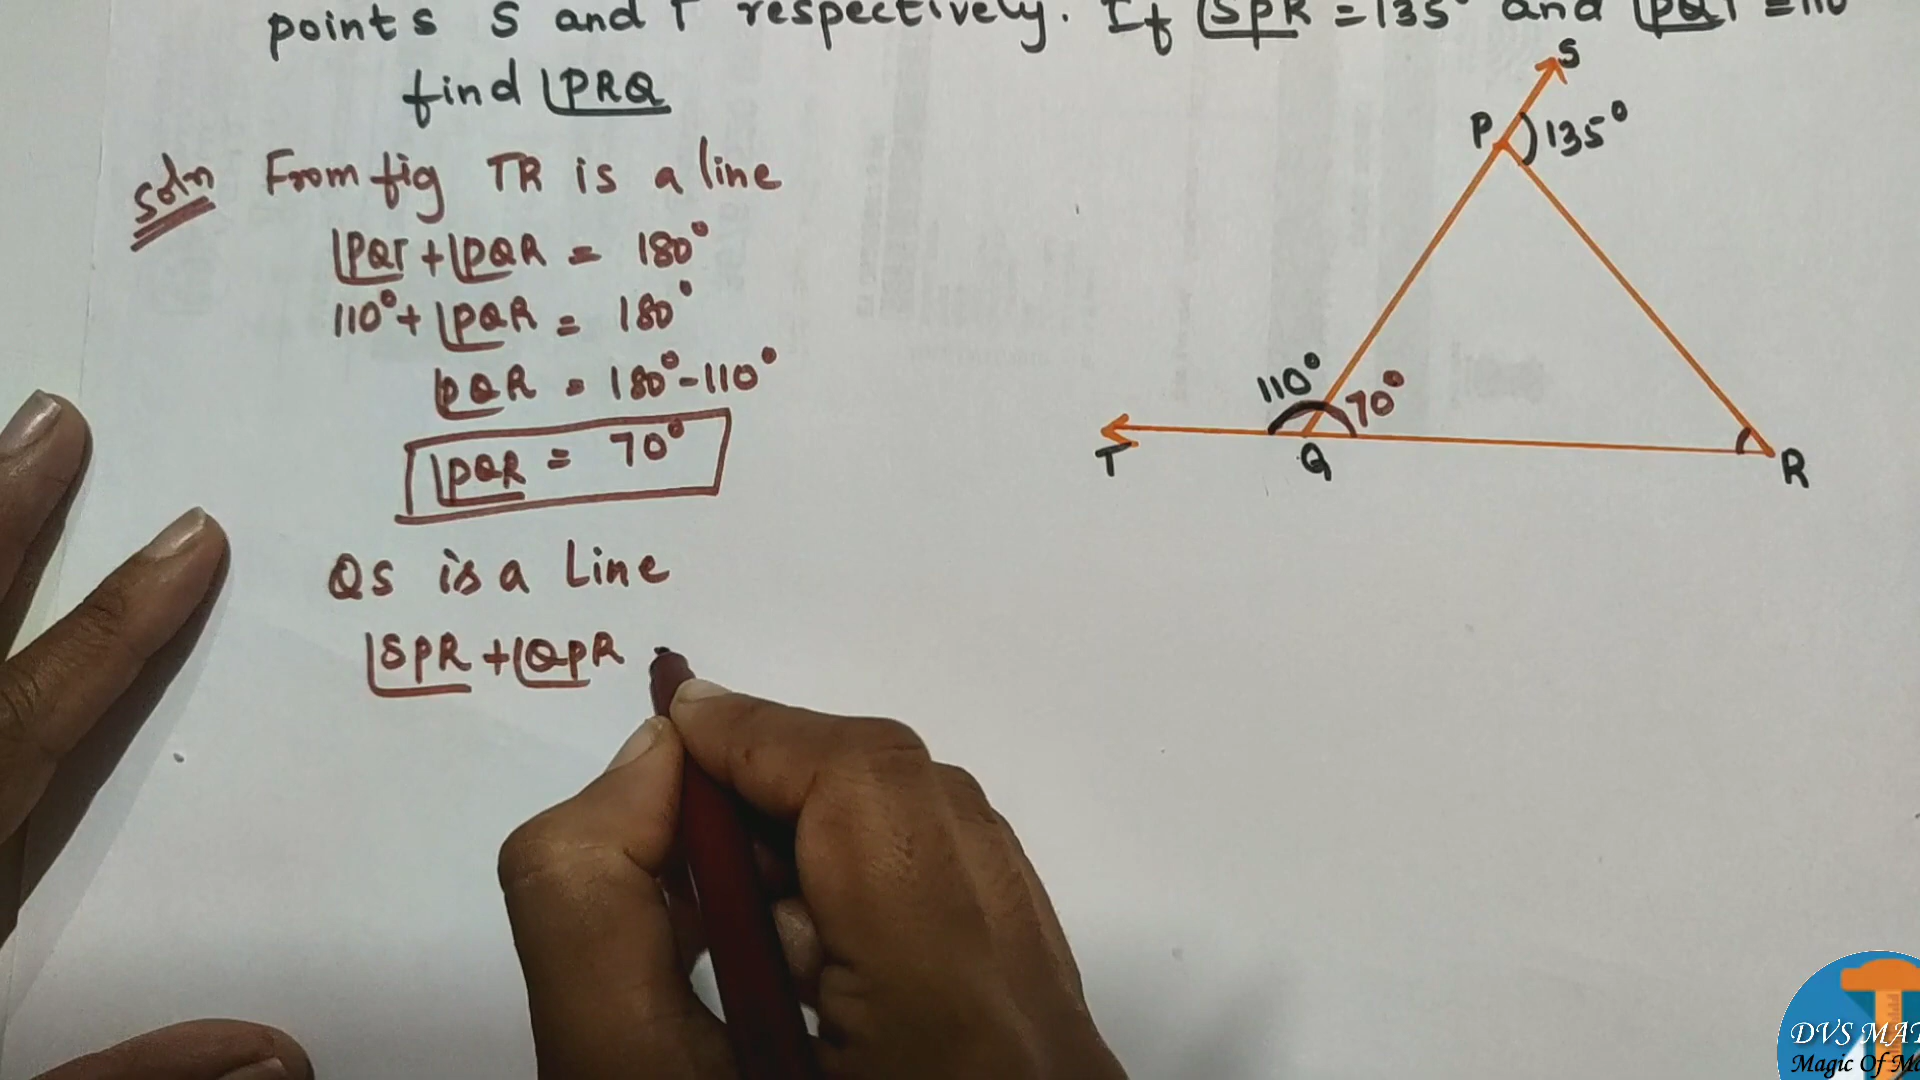 points S and T respectively. If ∠SPR = 135° and ∠PQT = 110
find ∠PRQ
Soln From fig TR is a line
∠PQT + ∠PQR = 180°
110° + ∠PQR = 180°
∠PQR = 180° - 110°
∠PQR = 70°
QS is a Line
∠SPR + ∠QPR
S
P 135°
110° 70°
T Q R
DVS MAT
Magic Of Ma